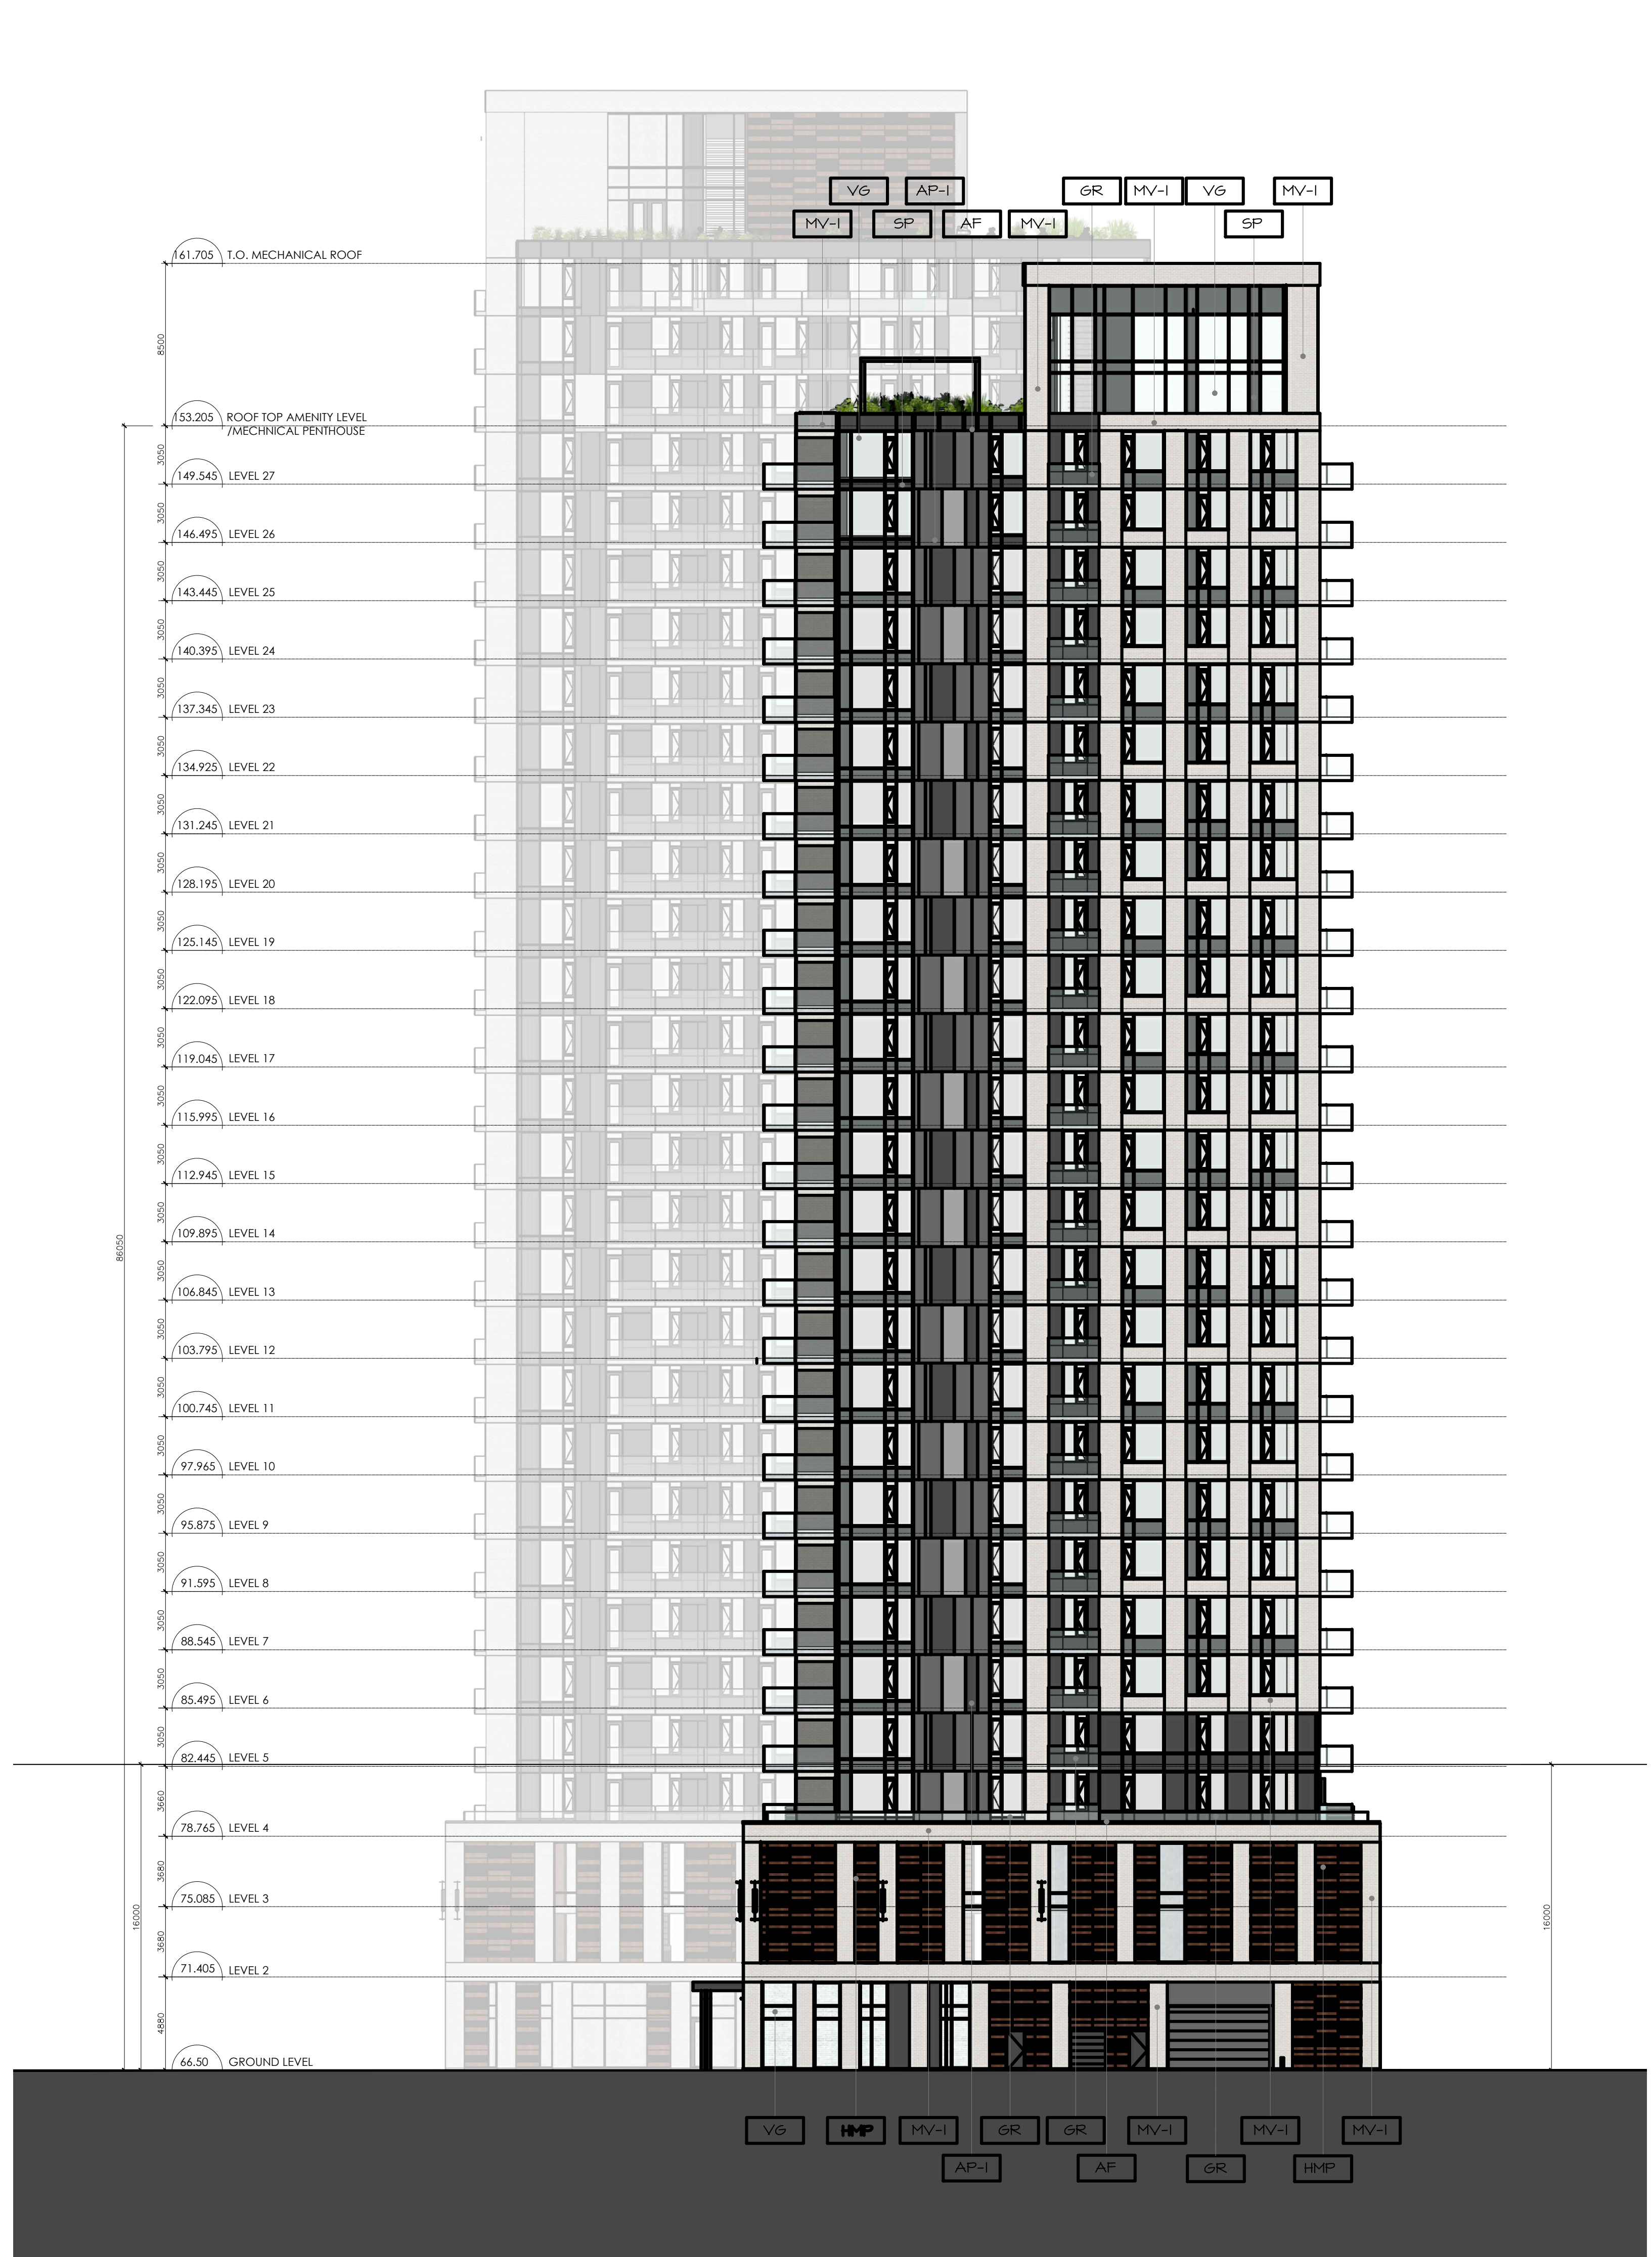 VG AP-1 GR MV-1 VG MV-1
MV-1 SP AF MV-1 SP
161.705 T.O. MECHANICAL ROOF
8500
153.205 ROOF TOP AMENITY LEVEL
/MECHNICAL PENTHOUSE
3050
149.545 LEVEL 27
3050
146.495 LEVEL 26
3050
143.445 LEVEL 25
3050
140.395 LEVEL 24
3050
137.345 LEVEL 23
3050
134.925 LEVEL 22
3050
131.245 LEVEL 21
3050
128.195 LEVEL 20
3050
125.145 LEVEL 19
3050
122.095 LEVEL 18
3050
119.045 LEVEL 17
3050
115.995 LEVEL 16
3050
112.945 LEVEL 15
3050
109.895 LEVEL 14
86050
3050
106.845 LEVEL 13
3050
103.795 LEVEL 12
3050
100.745 LEVEL 11
3050
97.965 LEVEL 10
3050
95.875 LEVEL 9
3050
91.595 LEVEL 8
3050
88.545 LEVEL 7
3050
85.495 LEVEL 6
3050
82.445 LEVEL 5
3660
78.765 LEVEL 4
3680
75.085 LEVEL 3
16000 16000
3680
71.405 LEVEL 2
4880
66.50 GROUND LEVEL
VG HMP MV-1 GR GR MV-1 MV-1 MV-1
AP-1 AF GR HMP